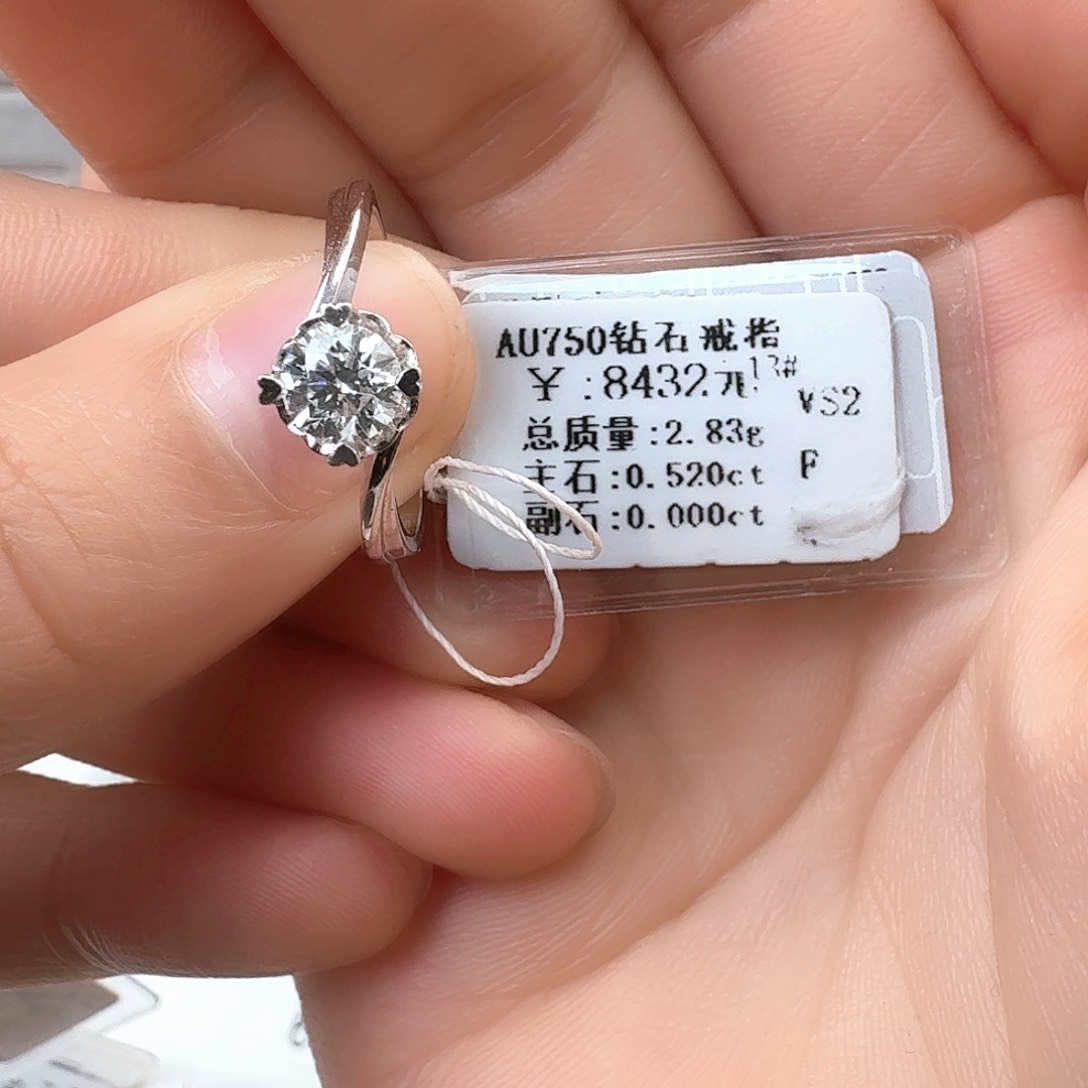 AU750钻石戒指
￥:8432元 13#
VS2
总质量:2.83g
主石:0.520ct F
副石:0.000ct